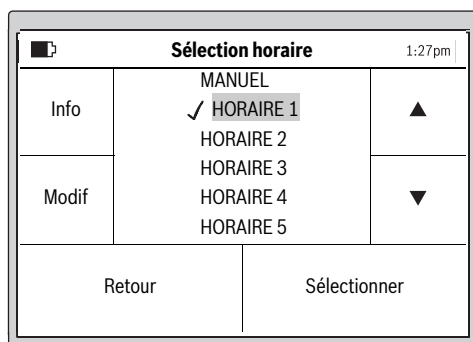 Sélection horaire 1:27pm
MANUEL
Info
✓ HORAIRE 1
▲
HORAIRE 2
HORAIRE 3
Modif
HORAIRE 4
▼
HORAIRE 5
Retour
Sélectionner